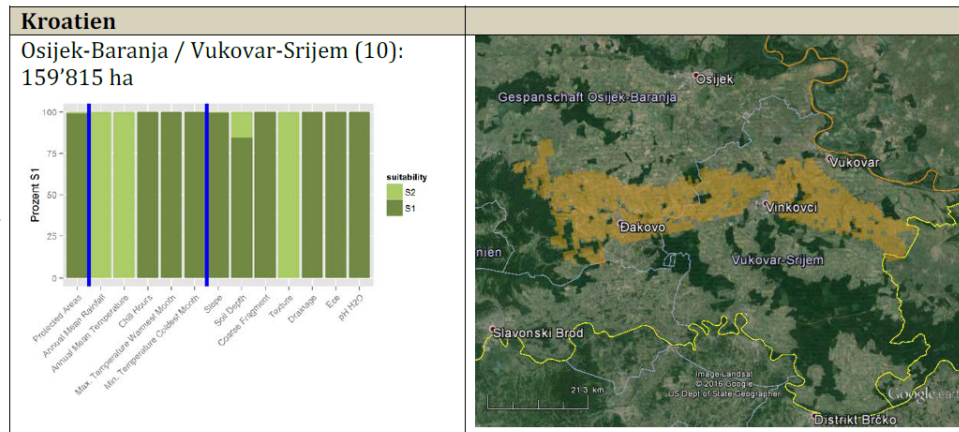 Kroatien
Osijek-Baranja / Vukovar-Srijem (10):
159’815 ha
Prozent S1
100
75
50
25
0
suitability
S2
S1
Protected Areas
Annual Mean Rainfall
Annual Mean Temperature
Chill Hours
Max. Temperature Warmest Month
Min. Temperature Coldest Month
Slope
Soil Depth
Coarse Fragment
Texture
Drainage
Ece
pH H2O
Osijek
Gespanschaft Osijek-Baranja
Vukovar
Vinkovci
Đakovo
nien
Vukovar-Srijem
Slavonski Brod
Image Landsat
© 2016 Google
US Dept of State Geographer
21.3 km
Google eart
Distrikt Brčko